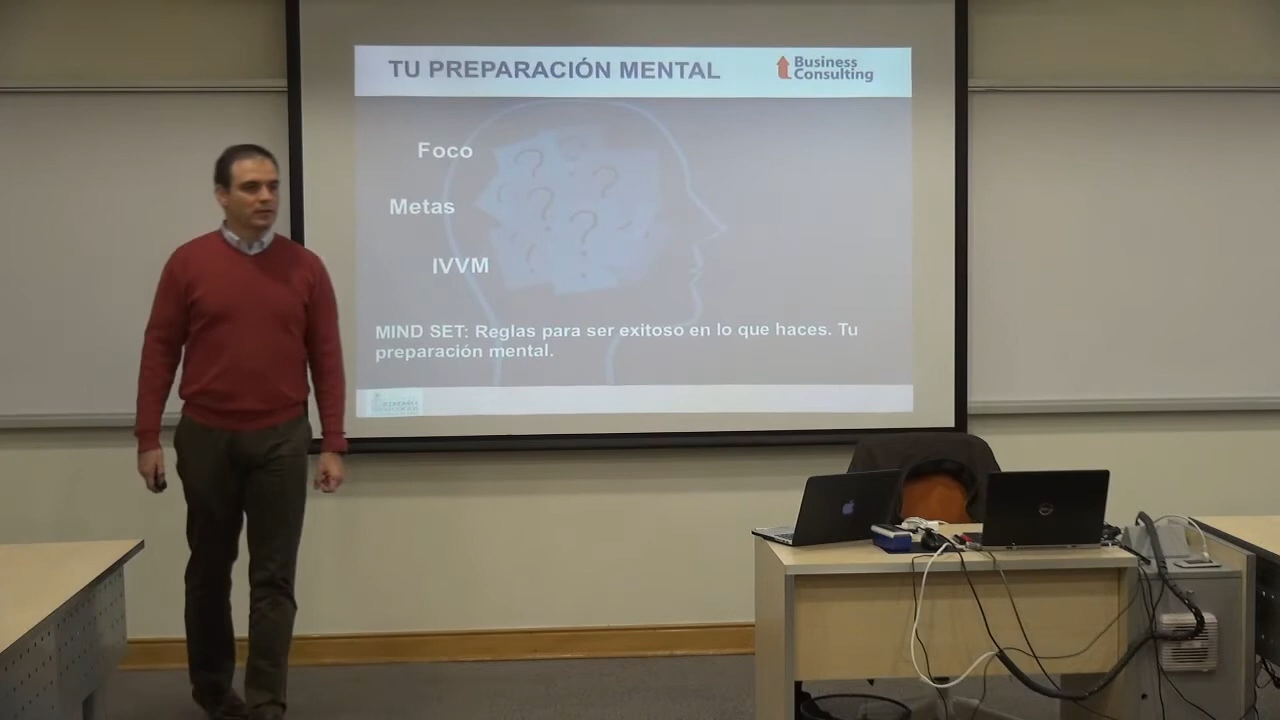 TU PREPARACIÓN MENTAL
Business
Consulting
Foco
Metas
IVVM
MIND SET: Reglas para ser exitoso en lo que haces. Tu
preparación mental.